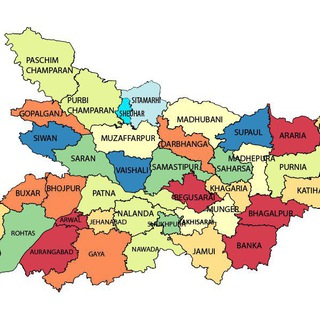 PASCHIM
CHAMPARAN
SITAMARHI
PURBI
CHAMPARAN
SHEOHAR
GOPALGANJ
MADHUBANI
SIWAN
MUZAFFARPUR
SUPAUL
ARARIA
DARBHANGA
SARAN
MADHEPURA
VAISHALI
SAMASTIPUR
SAHARSA
PURNIA
BUXAR
BHOJPUR
PATNA
BEGUSARAI
KHAGARIA
KATIHA
NALANDA
MUNGER
BHAGALPUR
ARWAL
JEHANABAD
SHEIKHPURA
LAKHISARAI
ROHTAS
AURANGABAD
GAYA
NAWADA
JAMUI
BANKA